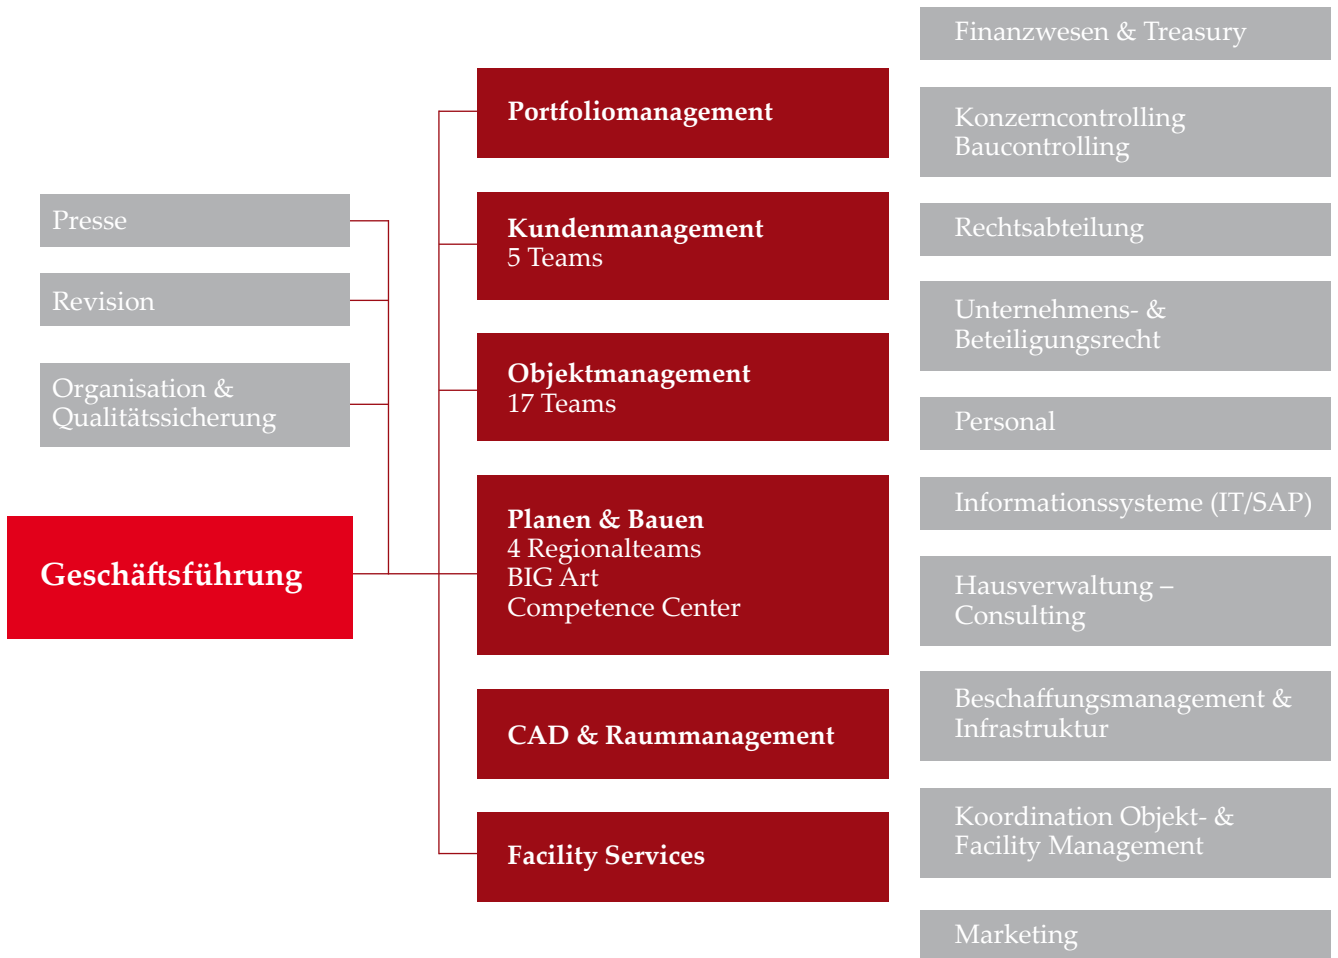 Presse
Revision
Organisation &
Qualitätssicherung
Geschäftsführung
Portfoliomanagement
Kundenmanagement
5 Teams
Objektmanagement
17 Teams
Planen & Bauen
4 Regionalteams
BIG Art
Competence Center
CAD & Raummanagement
Facility Services
Finanzwesen & Treasury
Konzerncontrolling
Baucontrolling
Rechtsabteilung
Unternehmens- &
Beteiligungsrecht
Personal
Informationssysteme (IT/SAP)
Hausverwaltung –
Consulting
Beschaffungsmanagement &
Infrastruktur
Koordination Objekt- &
Facility Management
Marketing